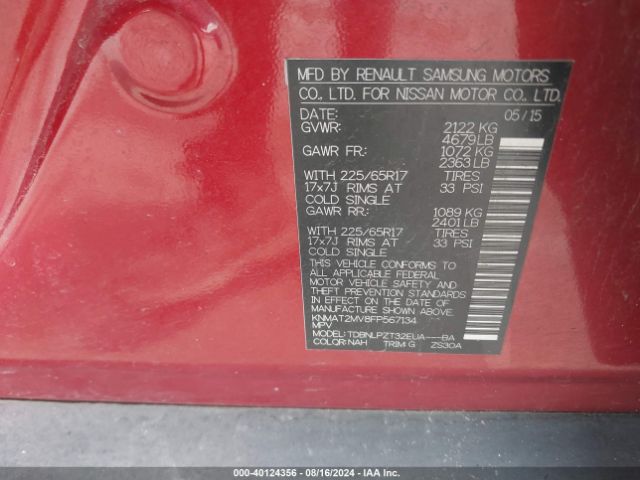 MFD BY RENAULT SAMSUNG MOTORS
CO., LTD. FOR NISSAN MOTOR CO., LTD.
DATE: 05/15
GVWR: 2122 KG
4679 LB
GAWR FR: 1072 KG
2363 LB
WITH 225/65R17 TIRES
17x7J RIMS AT 33 PSI
COLD SINGLE
GAWR RR.: 1089 KG
2401 LB
WITH 225/65R17 TIRES
17x7J RIMS AT 33 PSI
COLD SINGLE
THIS VEHICLE CONFORMS TO
ALL APPLICABLE FEDERAL
MOTOR VEHICLE SAFETY AND
THEFT PREVENTION STANDARDS
IN EFFECT ON THE DATE OF
MANUFACTURE SHOWN ABOVE.
KNMAT2MV8FP567134
MPV
MODEL: TDBNLPZT32EUA---BA
COLOR: NAH TRIM G ZS30A
000-40124356 - 08/16/2024 - IAA Inc.